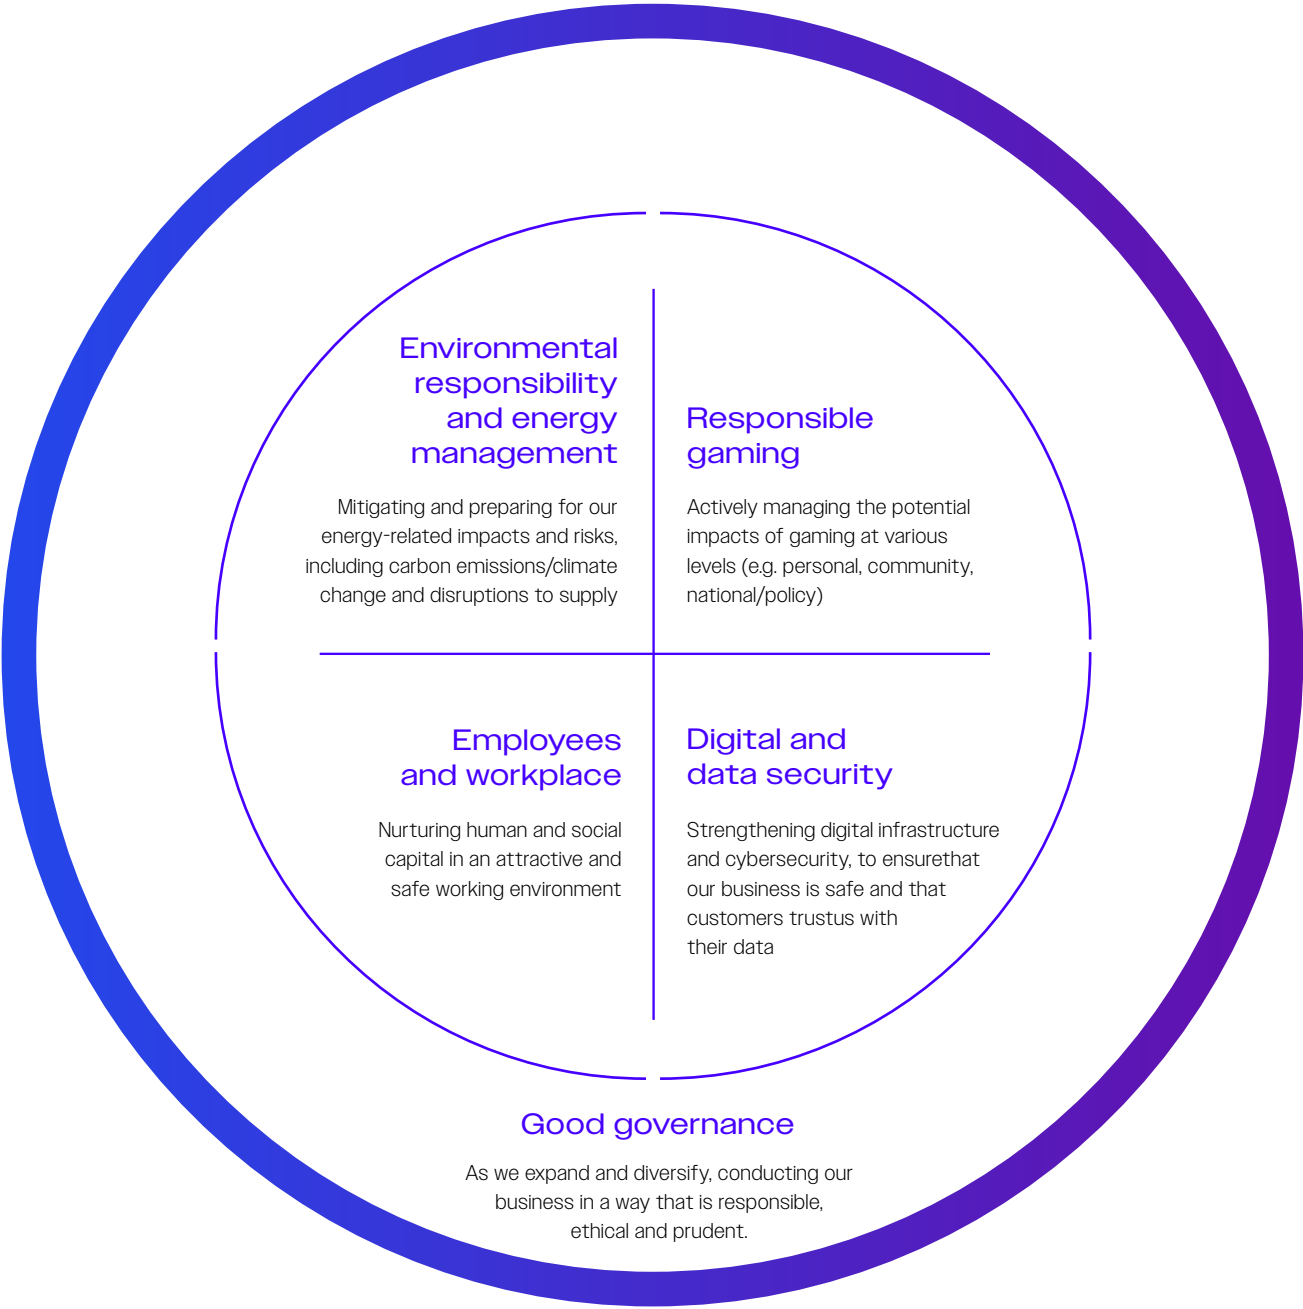 Environmental
responsibility
and energy
management
Mitigating and preparing for our
energy-related impacts and risks,
including carbon emissions/climate
change and disruptions to supply
Responsible
gaming
Actively managing the potential
impacts of gaming at various
levels (e.g. personal, community,
national/policy)
Employees
and workplace
Nurturing human and social
capital in an attractive and
safe working environment
Digital and
data security
Strengthening digital infrastructure
and cybersecurity, to ensurethat
our business is safe and that
customers trustus with
their data
Good governance
As we expand and diversify, conducting our
business in a way that is responsible,
ethical and prudent.